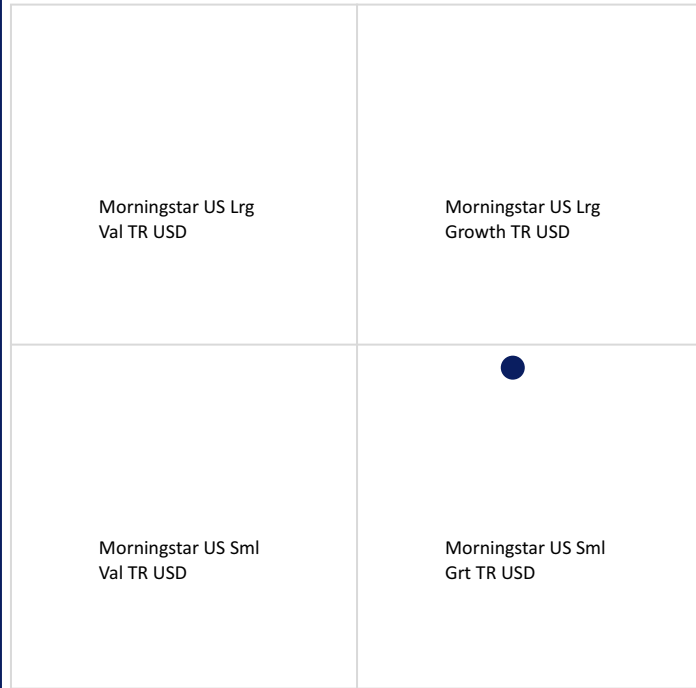 Morningstar US Lrg
Val TR USD
Morningstar US Lrg
Growth TR USD
Morningstar US Sml
Val TR USD
Morningstar US Sml
Grt TR USD